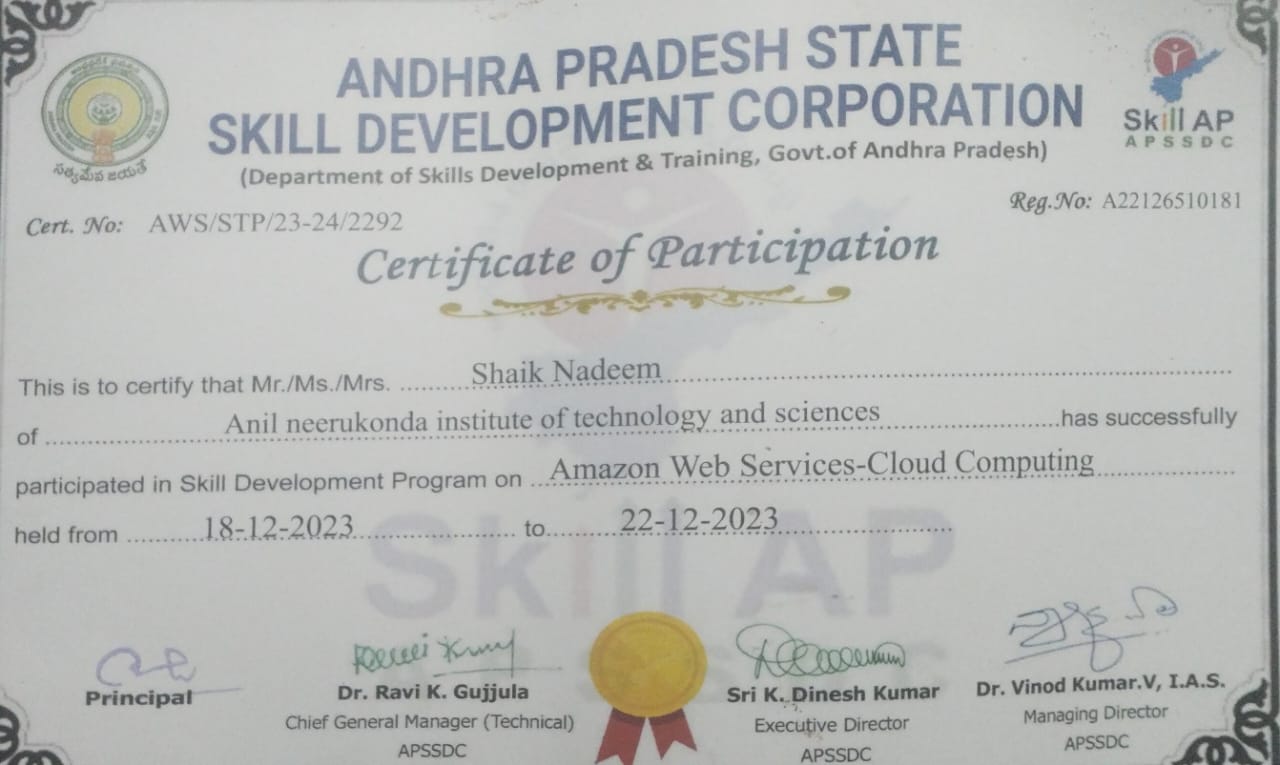 ANDHRA PRADESH STATE
SKILL DEVELOPMENT CORPORATION
(Department of Skills Development & Training, Govt.of Andhra Pradesh)
సత్యమేవ జయతే
Skill AP
APSSDC
Cert. No: AWS/STP/23-24/2292
Reg.No: A22126510181
Certificate of Participation
This is to certify that Mr./Ms./Mrs. Shaik Nadeem
of Anil neerukonda institute of technology and sciences has successfully
participated in Skill Development Program on Amazon Web Services-Cloud Computing
held from 18-12-2023 to 22-12-2023
Skill AP
Principal
Dr. Ravi K. Gujjula
Chief General Manager (Technical)
APSSDC
Sri K. Dinesh Kumar
Executive Director
APSSDC
Dr. Vinod Kumar.V, I.A.S.
Managing Director
APSSDC